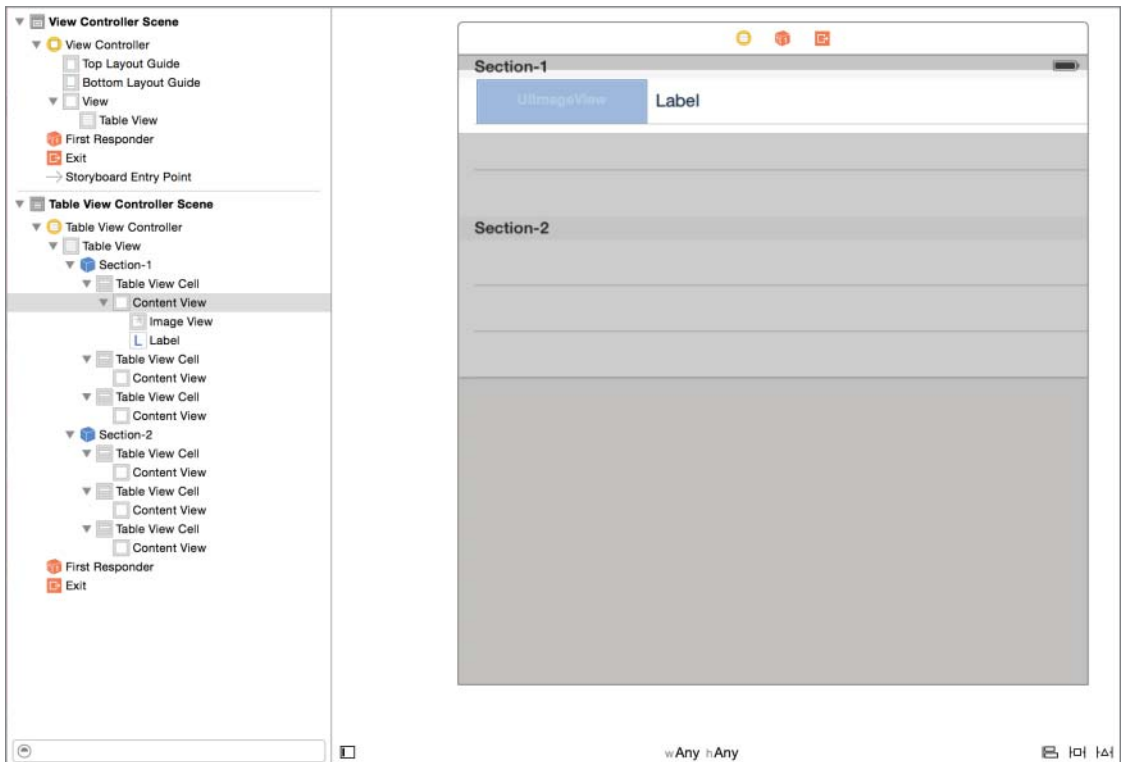 View Controller Scene
View Controller
Top Layout Guide
Bottom Layout Guide
View
Table View
First Responder
Exit
Storyboard Entry Point
Table View Controller Scene
Table View Controller
Table View
Section-1
Table View Cell
Content View
Image View
L Label
Table View Cell
Content View
Table View Cell
Content View
Section-2
Table View Cell
Content View
Table View Cell
Content View
Table View Cell
Content View
First Responder
Exit
Section-1
UIImageView Label
Section-2
wAny hAny